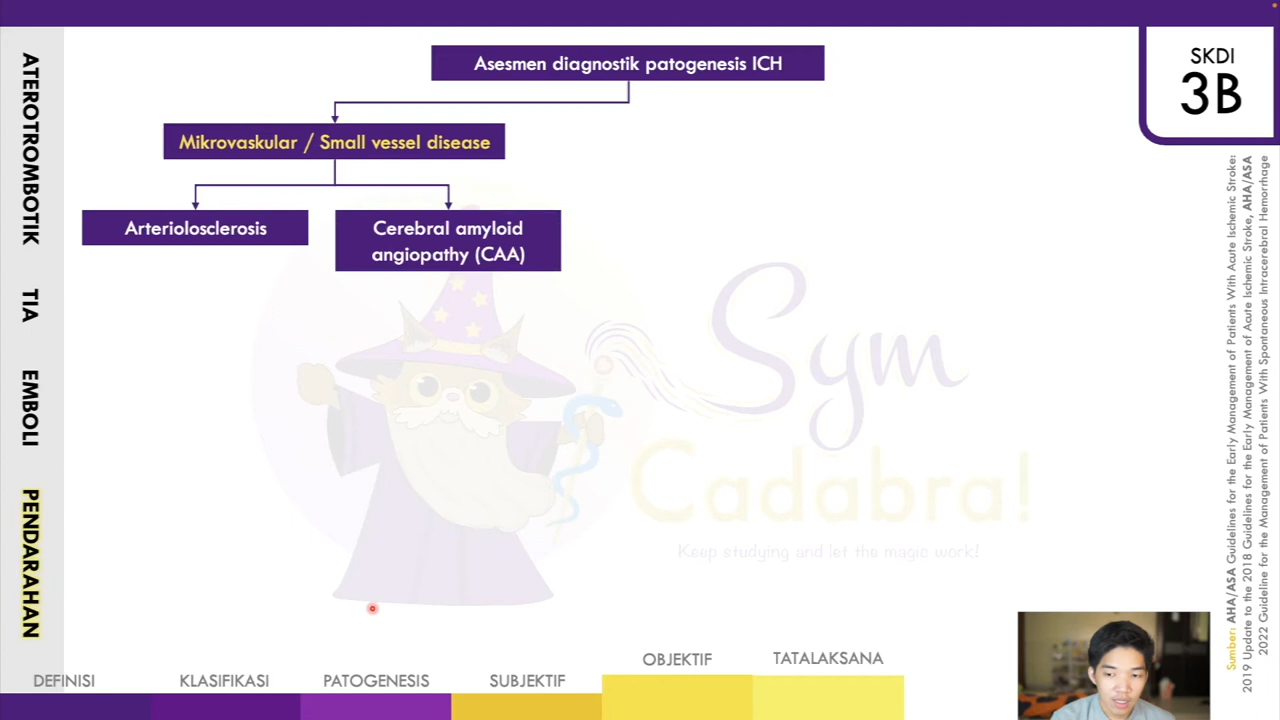 Asesmen diagnostik patogenesis ICH
SKDI
3B
Mikrovaskular / Small vessel disease
Arteriolosclerosis
Cerebral amyloid
angiopathy (CAA)
ATEROTROMBOTIK
TIA
EMBOLI
PENDARAHAN
Sym
Cadabra!
Keep studying and let the magic work!
Sumber: AHA/ASA Guidelines for the Early Management of Patients With Acute Ischemic Stroke:
2019 Update to the 2018 Guidelines for the Early Management of Acute Ischemic Stroke, AHA/ASA
2022 Guideline for the Management of Patients With Spontaneous Intracerebral Hemorrhage
DEFINISI
KLASIFIKASI
PATOGENESIS
SUBJEKTIF
OBJEKTIF
TATALAKSANA